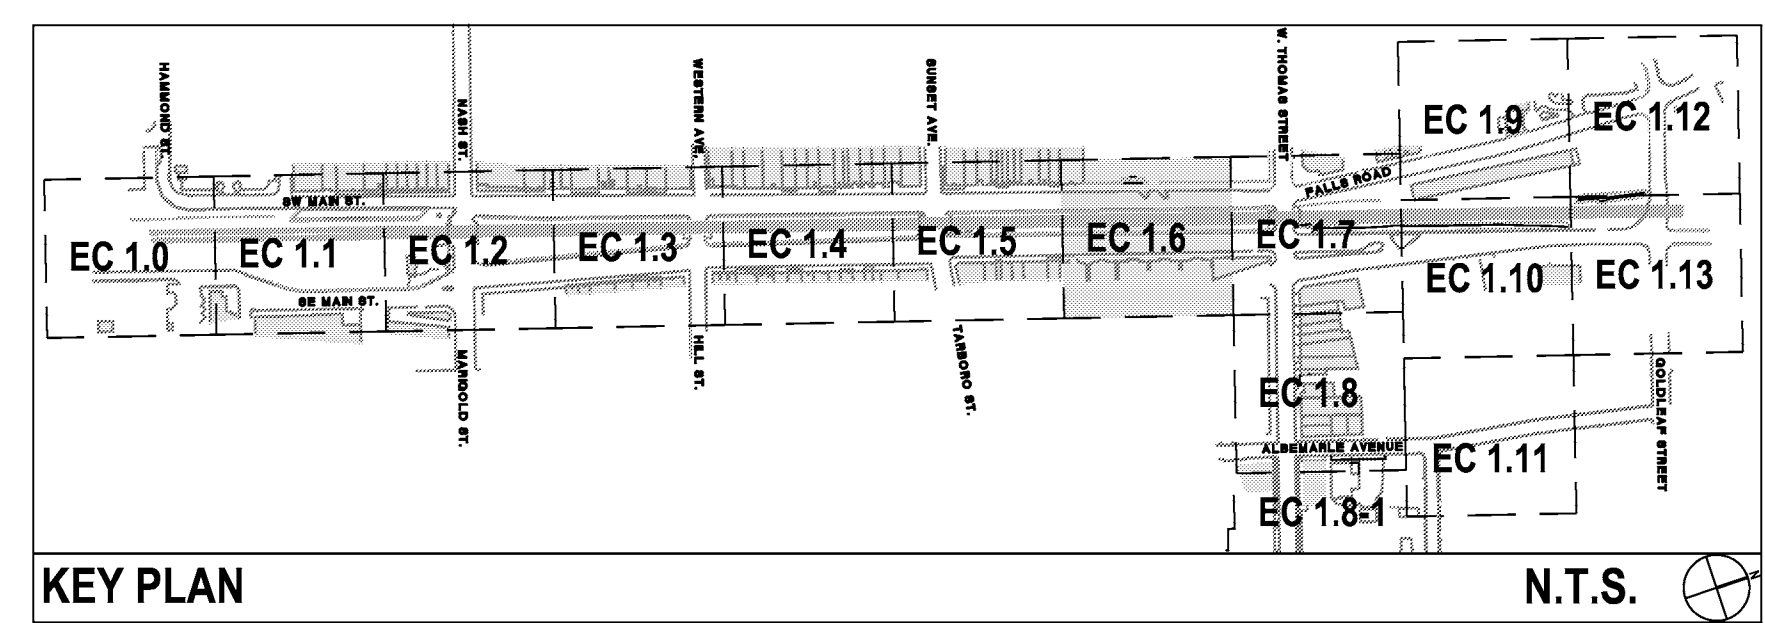 HAMMOND ST.
NASH ST.
WESTERN AVE.
SUNSET AVE.
W. THOMAS STREET
EC 1.9
EC 1.12
FALLS ROAD
SW MAIN ST.
EC 1.0
EC 1.1
EC 1.2
EC 1.3
EC 1.4
EC 1.5
EC 1.6
EC 1.7
EC 1.10
EC 1.13
SE MAIN ST.
MARIGOLD ST.
HILL ST.
TARBORO ST.
EC 1.8
GOLDLEAF STREET
ALBEMARLE AVENUE
EC 1.11
EC 1.8-1
KEY PLAN
N.T.S.
N